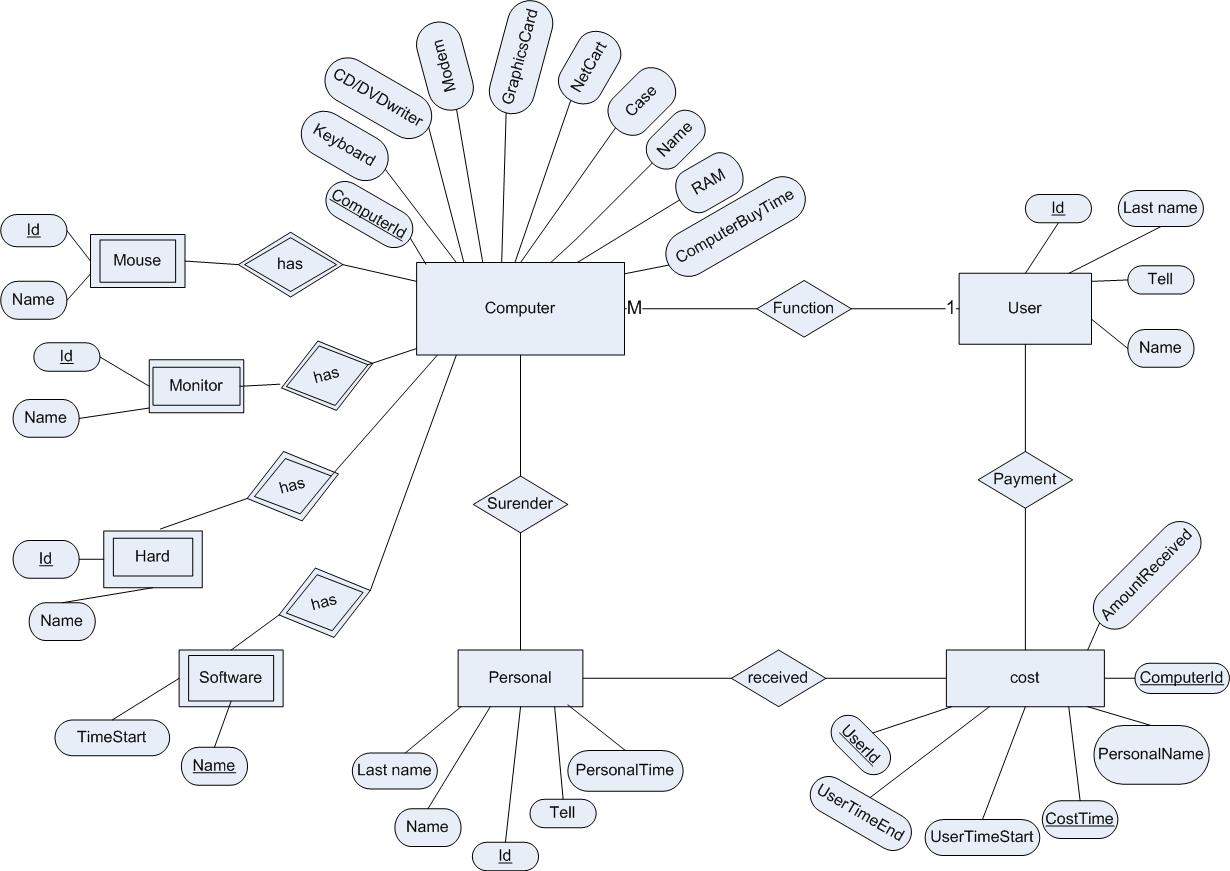 GraphicsCard
Modem
NetCart
CD/DVDwriter
Case
Keyboard
Name
RAM
ComputerId
ComputerBuyTime
Id
Last name
Id
Mouse
has
Tell
Name
Computer
M
Function
1
User
Name
Id
Monitor
has
Name
has
Surender
Payment
Id
Hard
AmountReceived
Name
has
Software
Personal
received
cost
ComputerId
TimeStart
Name
Last name
PersonalTime
UserId
PersonalName
Name
Tell
UserTimeEnd
CostTime
UserTimeStart
Id